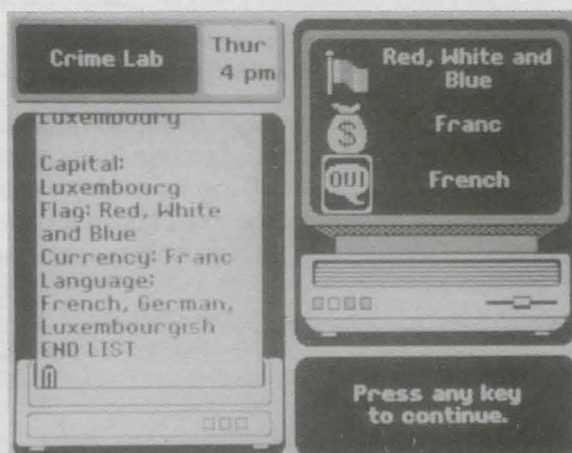 Crime Lab
Thur
4 pm
Luxembourg
Capital:
Luxembourg
Flag: Red, White
and Blue
Currency: Franc
Language:
French, German,
Luxembourgish
END LIST
Red, White and
Blue
$
Franc
OUI
French
Press any key
to continue.